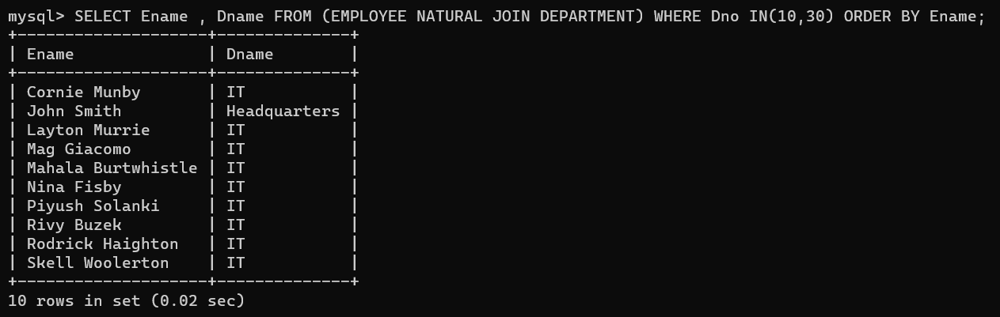 mysql> SELECT Ename , Dname FROM (EMPLOYEE NATURAL JOIN DEPARTMENT) WHERE Dno IN(10,30) ORDER BY Ename;
+--------------------+--------------+
| Ename              | Dname        |
+--------------------+--------------+
| Cornie Munby       | IT           |
| John Smith         | Headquarters |
| Layton Murrie      | IT           |
| Mag Giacomo        | IT           |
| Mahala Burtwhistle | IT           |
| Nina Fisby         | IT           |
| Piyush Solanki     | IT           |
| Rivy Buzek         | IT           |
| Rodrick Haighton   | IT           |
| Skell Woolerton    | IT           |
+--------------------+--------------+
10 rows in set (0.02 sec)